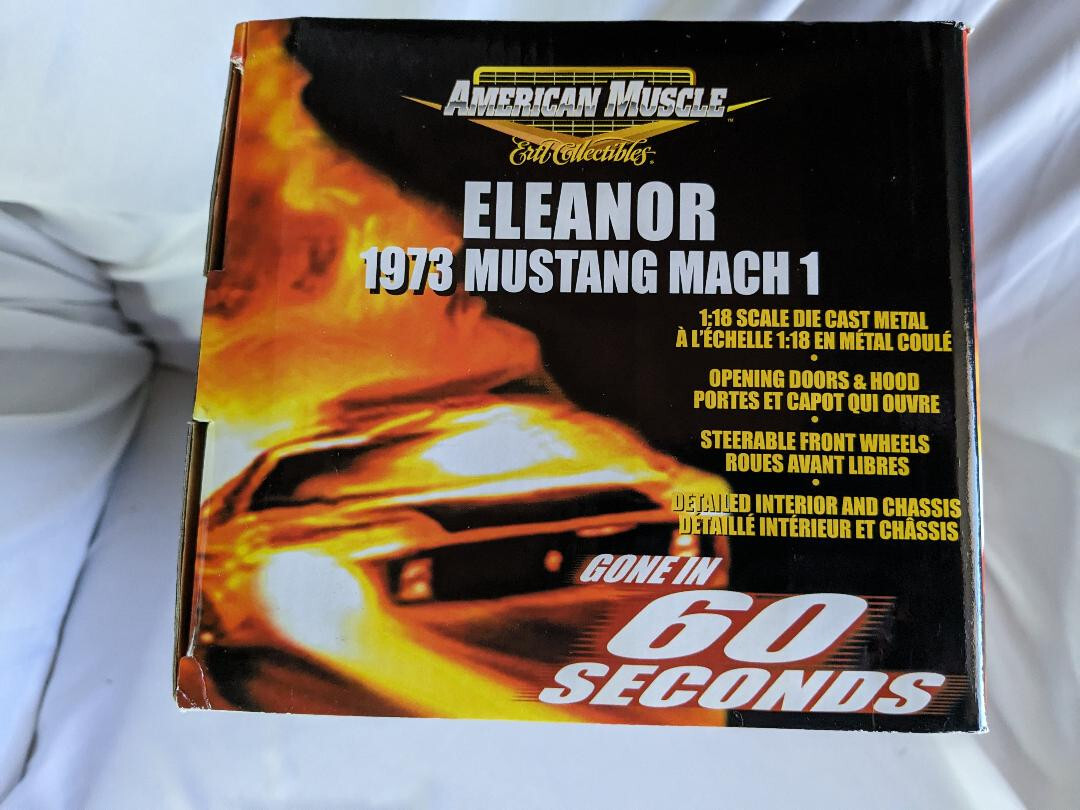 AMERICAN MUSCLE™
Ertl Collectibles®
ELEANOR
1973 MUSTANG MACH 1
1:18 SCALE DIE CAST METAL
À L'ÉCHELLE 1:18 EN MÉTAL COULÉ
•
OPENING DOORS & HOOD
PORTES ET CAPOT QUI OUVRE
•
STEERABLE FRONT WHEELS
ROUES AVANT LIBRES
•
DETAILED INTERIOR AND CHASSIS
DÉTAILLÉ INTÉRIEUR ET CHÂSSIS
GONE IN
60
SECONDS